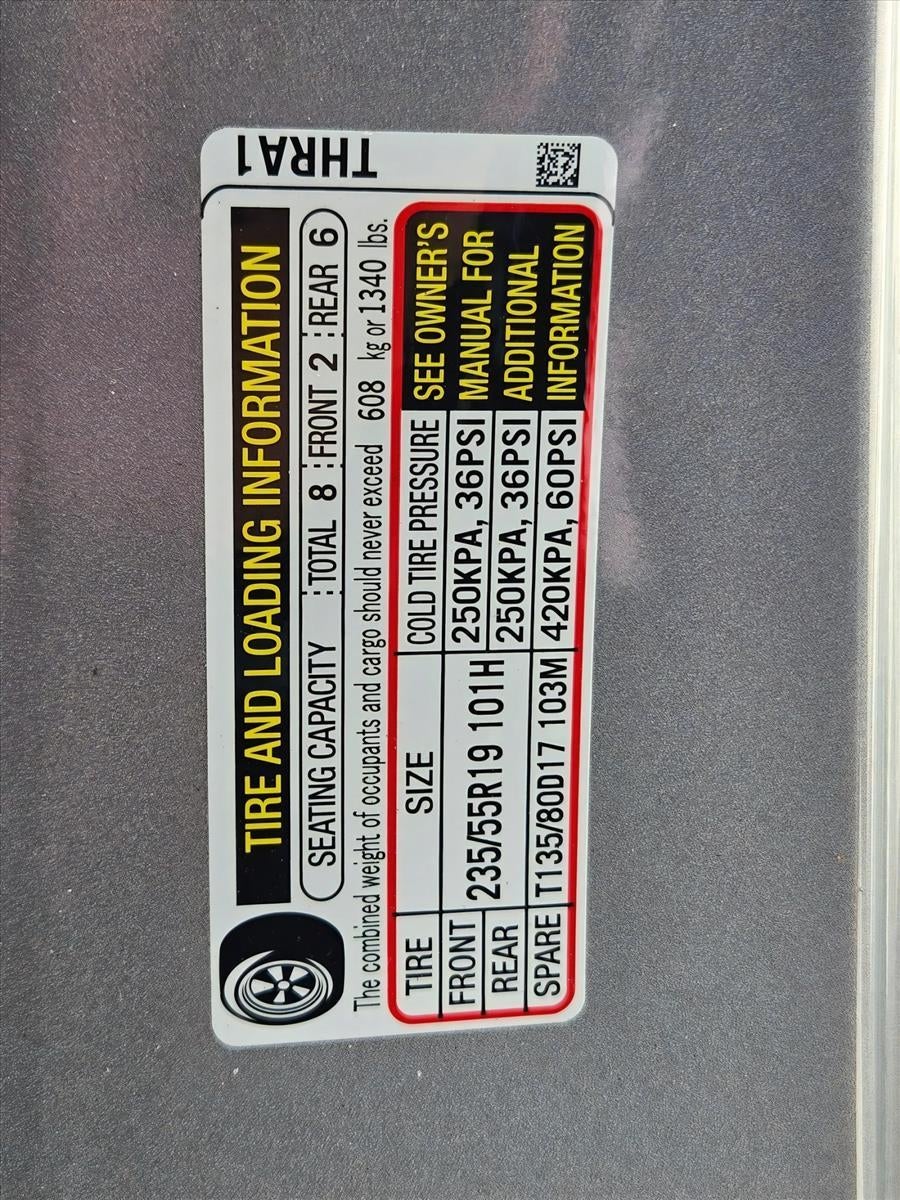 THRA1
TIRE AND LOADING INFORMATION
SEATING CAPACITY TOTAL 8 FRONT 2 REAR 6
The combined weight of occupants and cargo should never exceed 608 kg or 1340 lbs.
TIRE SIZE COLD TIRE PRESSURE
FRONT 235/55R19 101H 250KPA, 36PSI
REAR 250KPA, 36PSI
SPARE T135/80D17 103M 420KPA, 60PSI
SEE OWNER'S
MANUAL FOR
ADDITIONAL
INFORMATION